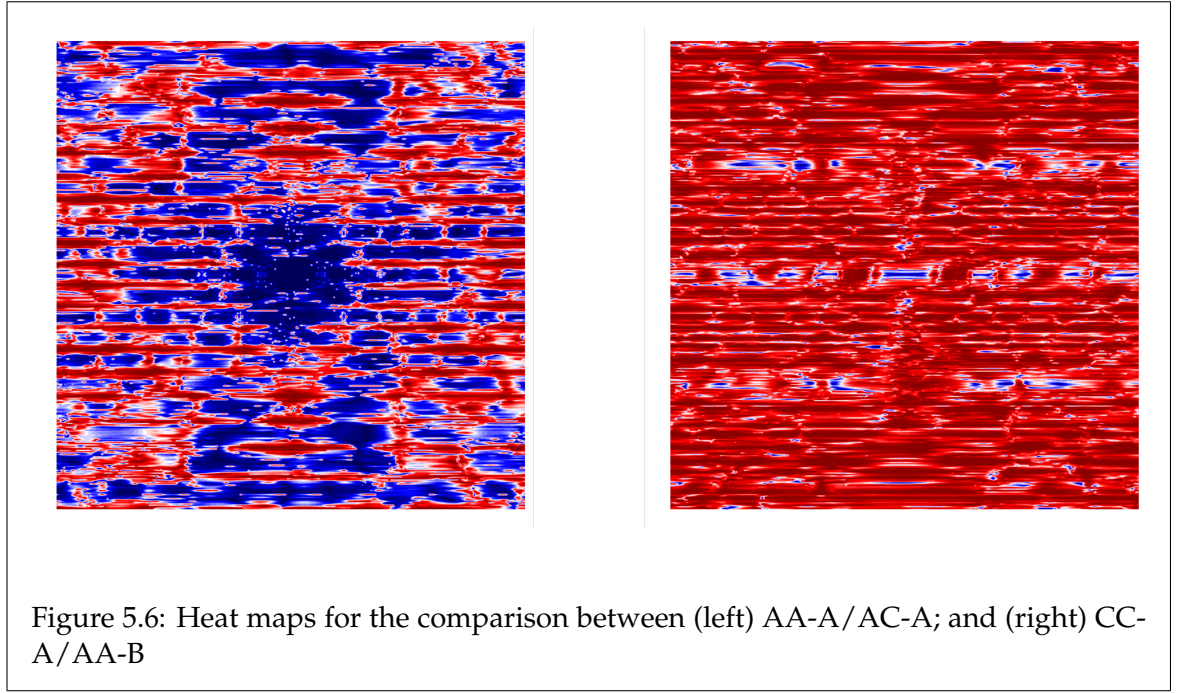 Figure 5.6: Heat maps for the comparison between (left) AA-A/AC-A; and (right) CC-
A/AA-B